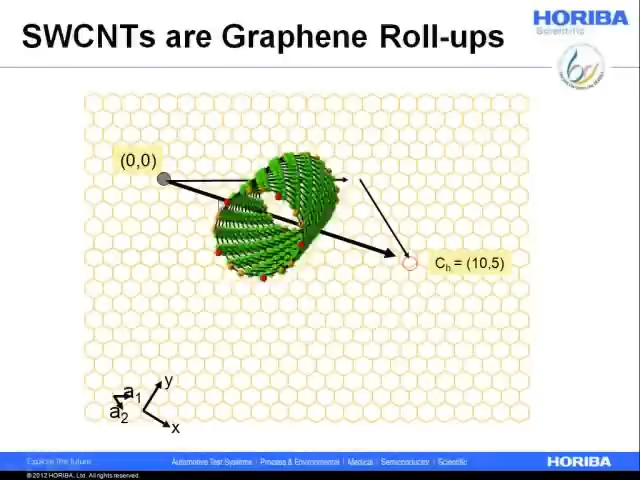 SWCNTs are Graphene Roll-ups
HORIBA
Scientific
(0,0)
Cₕ = (10,5)
y
a₁
a₂
x
Explore the future
Automotive Test Systems | Process & Environmental | Medical | Semiconductor | Scientific
HORIBA
© 2012 HORIBA, Ltd. All rights reserved.